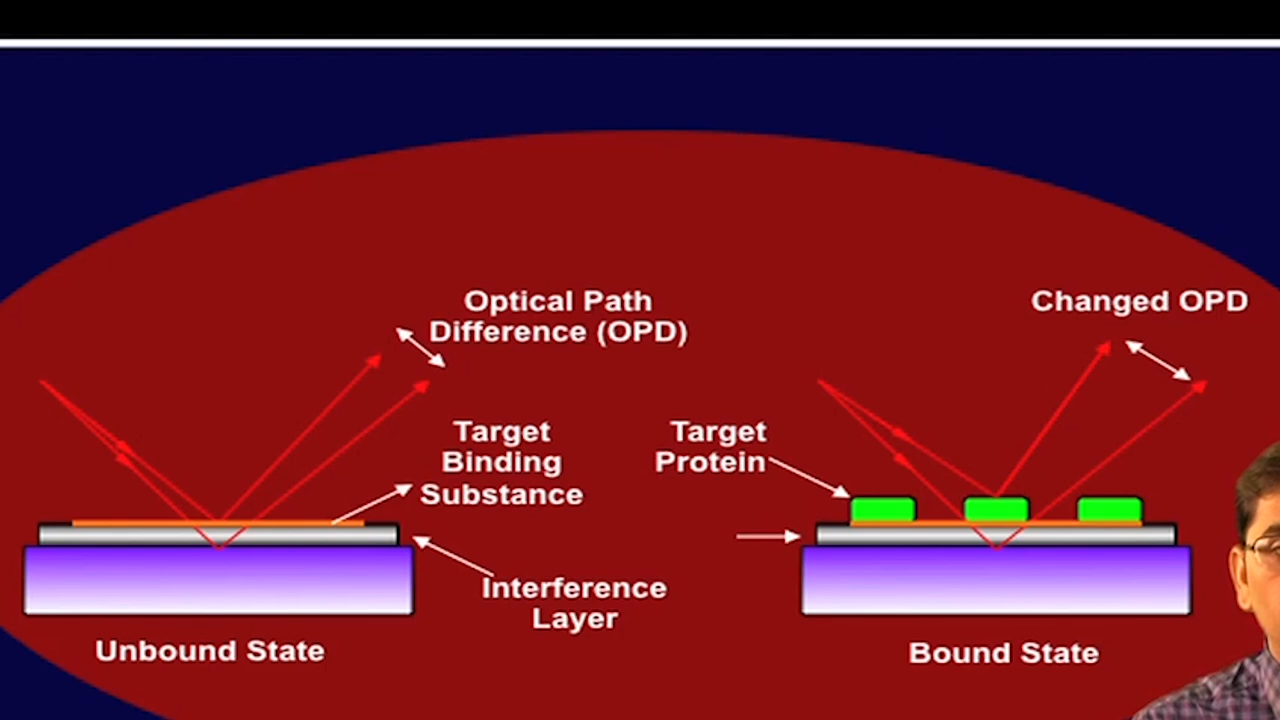 Optical Path
Difference (OPD)
Changed OPD
Target
Binding
Substance
Target
Protein
Interference
Layer
Unbound State
Bound State